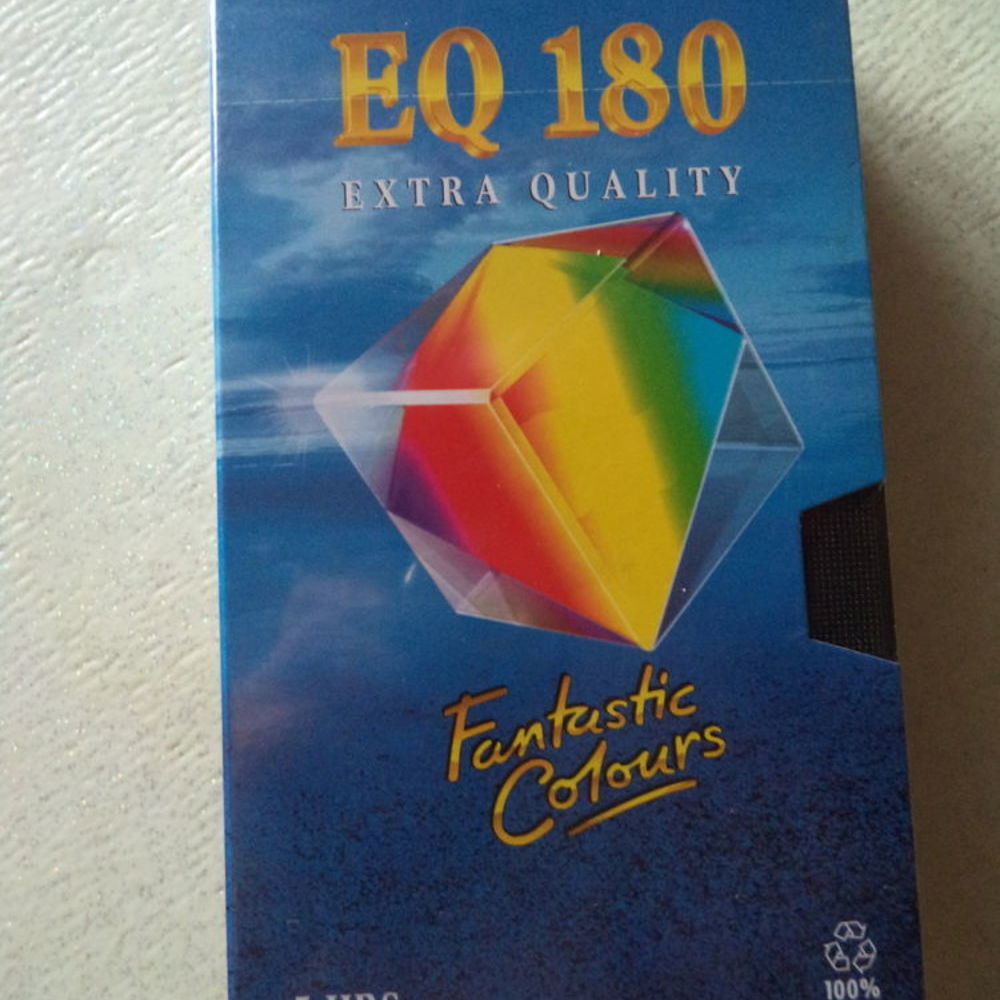 EQ 180
EXTRA QUALITY
Fantastic
Colours
100%